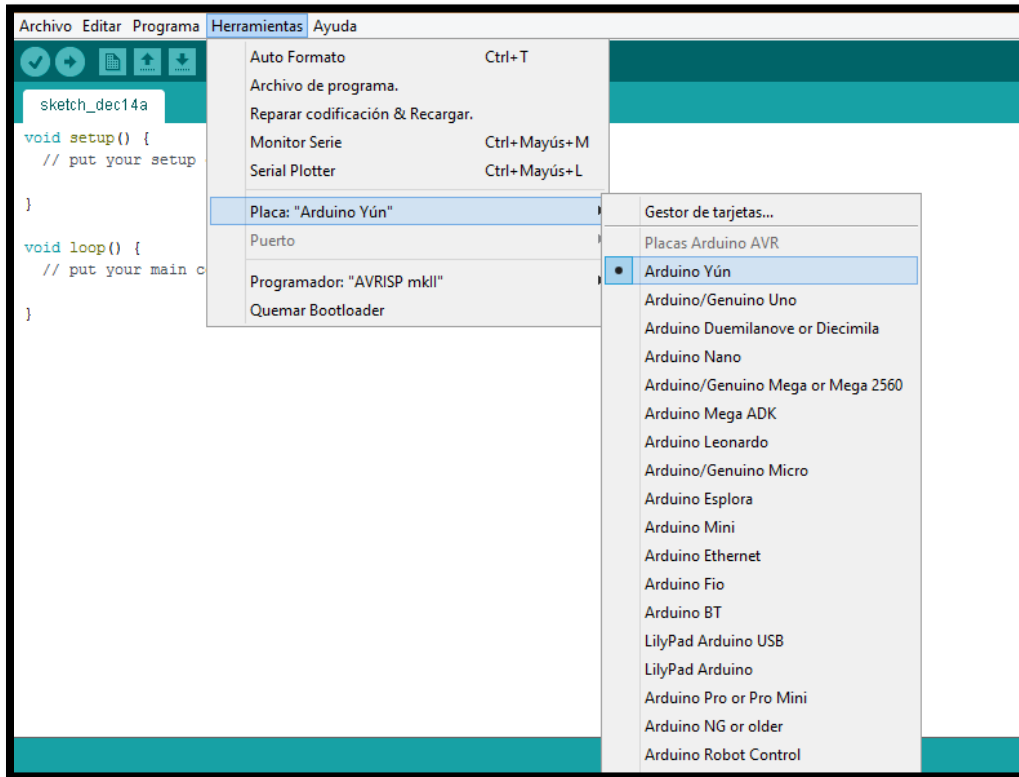 Archivo Editar Programa Herramientas Ayuda
sketch_dec14a
void setup() {
// put your setup
}
void loop() {
// put your main c
}
Auto Formato Ctrl+T
Archivo de programa.
Reparar codificación & Recargar.
Monitor Serie Ctrl+Mayús+M
Serial Plotter Ctrl+Mayús+L
Placa: "Arduino Yún"
Puerto
Programador: "AVRISP mkII"
Quemar Bootloader
Gestor de tarjetas...
Placas Arduino AVR
Arduino Yún
Arduino/Genuino Uno
Arduino Duemilanove or Diecimila
Arduino Nano
Arduino/Genuino Mega or Mega 2560
Arduino Mega ADK
Arduino Leonardo
Arduino/Genuino Micro
Arduino Esplora
Arduino Mini
Arduino Ethernet
Arduino Fio
Arduino BT
LilyPad Arduino USB
LilyPad Arduino
Arduino Pro or Pro Mini
Arduino NG or older
Arduino Robot Control